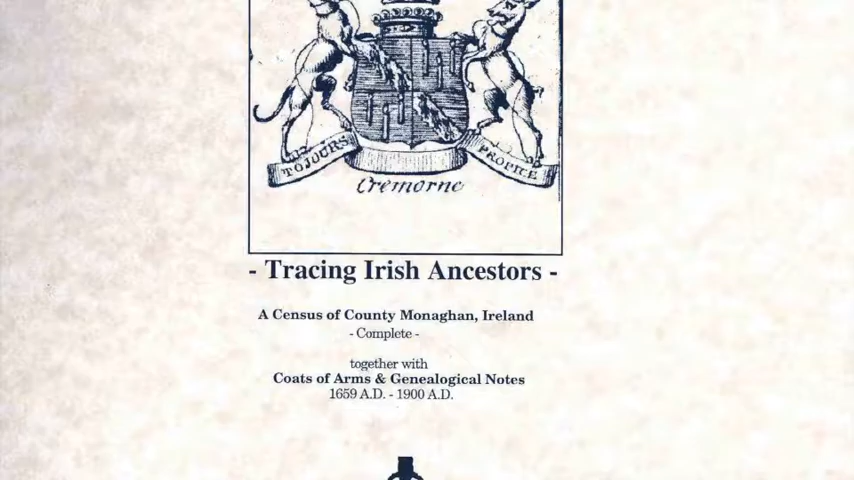 TOJOURS PROPICE
Cremorne
- Tracing Irish Ancestors -
A Census of County Monaghan, Ireland
- Complete -
together with
Coats of Arms & Genealogical Notes
1659 A.D. - 1900 A.D.